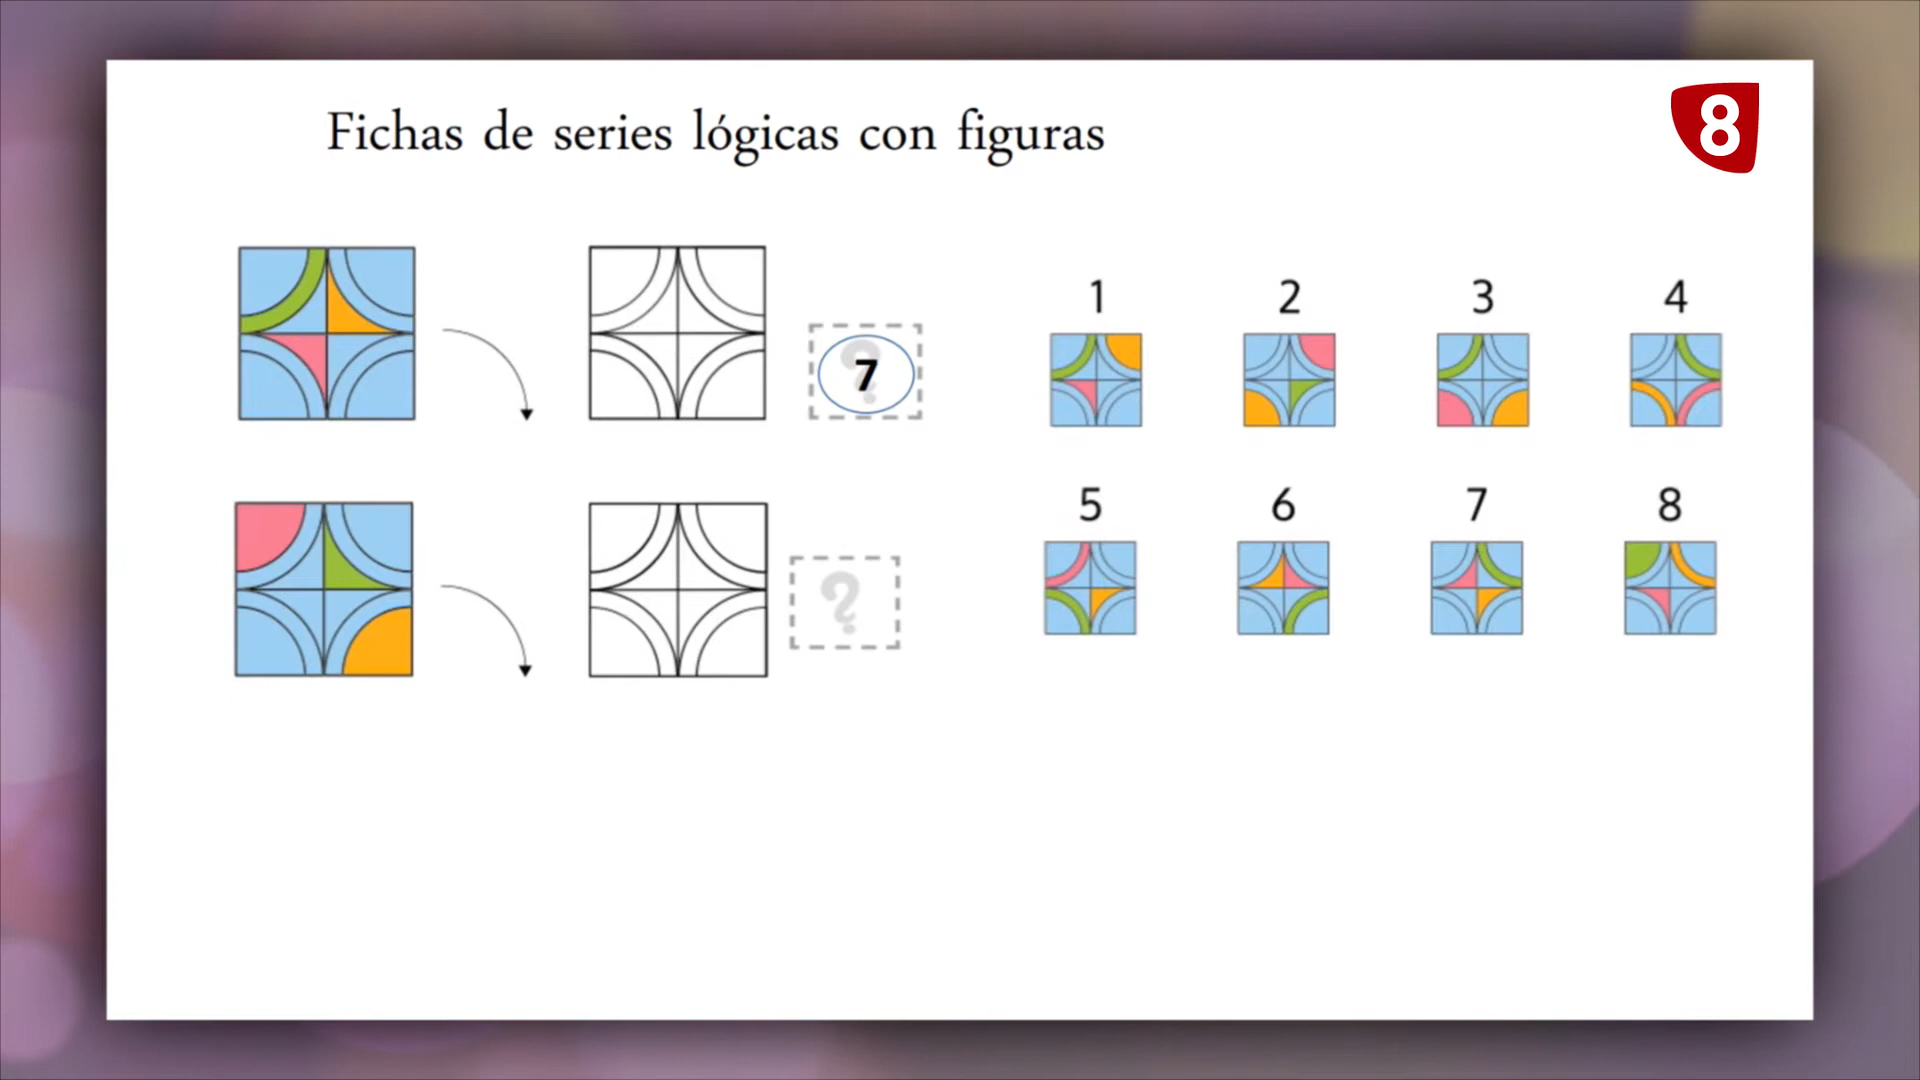 Fichas de series lógicas con figuras
8
1 2 3 4
? 7
5 6 7 8
?